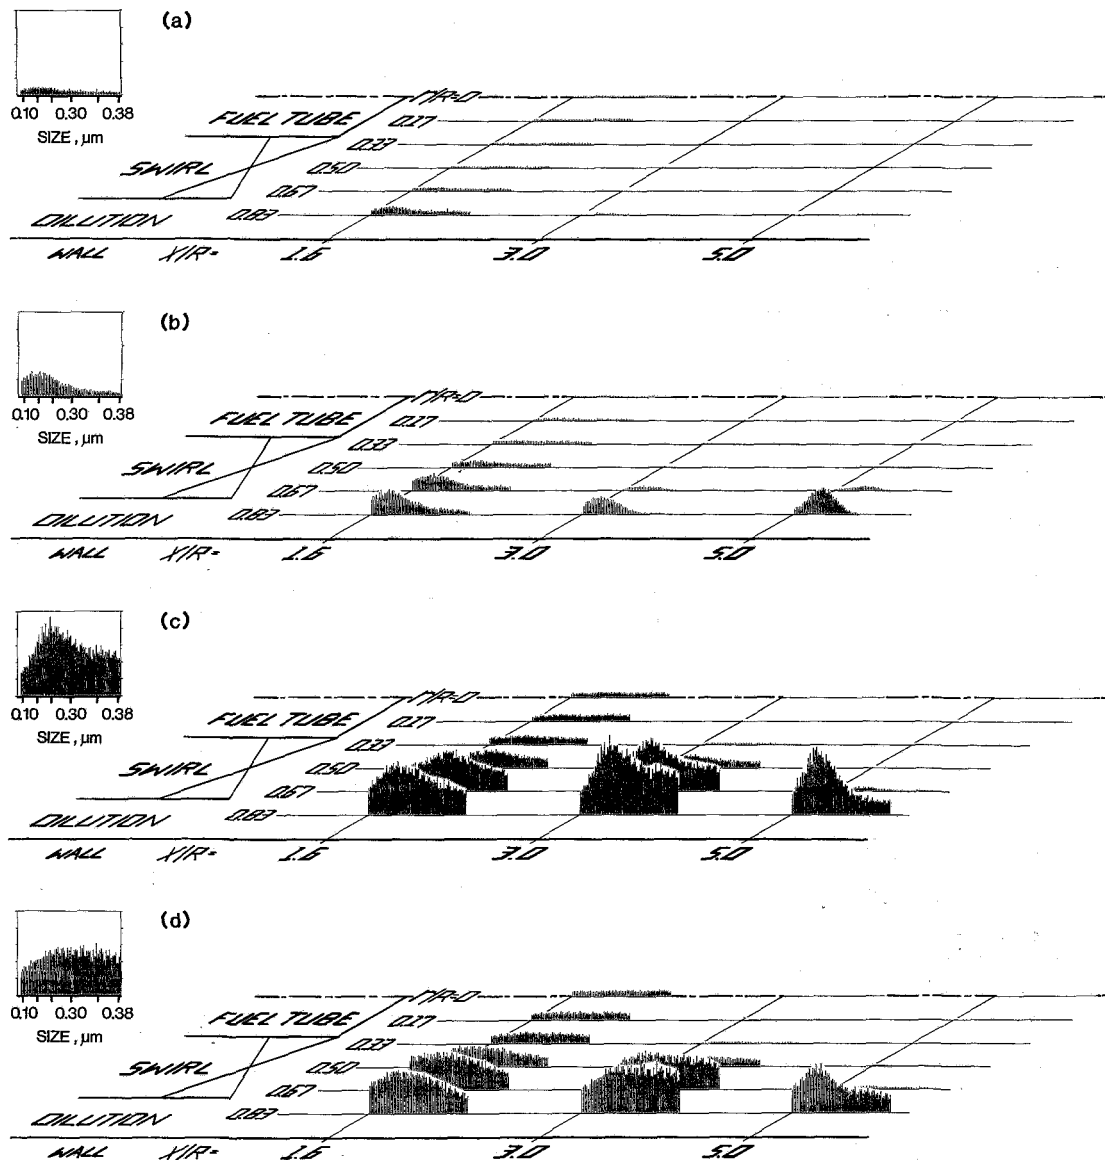 (a)
0.10 0.30 0.38
SIZE, µm
r/R=0
FUEL TUBE
0.17
0.33
SWIRL
0.50
0.67
DILUTION
0.83
WALL X/R= 1.6 3.0 5.0
(b)
0.10 0.30 0.38
SIZE, µm
r/R=0
FUEL TUBE
0.17
0.33
SWIRL
0.50
0.67
DILUTION
0.83
WALL X/R= 1.6 3.0 5.0
(c)
0.10 0.30 0.38
SIZE, µm
r/R=0
FUEL TUBE
0.17
0.33
SWIRL
0.50
0.67
DILUTION
0.83
WALL X/R= 1.6 3.0 5.0
(d)
0.10 0.30 0.38
SIZE, µm
r/R=0
FUEL TUBE
0.17
0.33
SWIRL
0.50
0.67
DILUTION
0.83
WALL X/R= 1.6 3.0 5.0